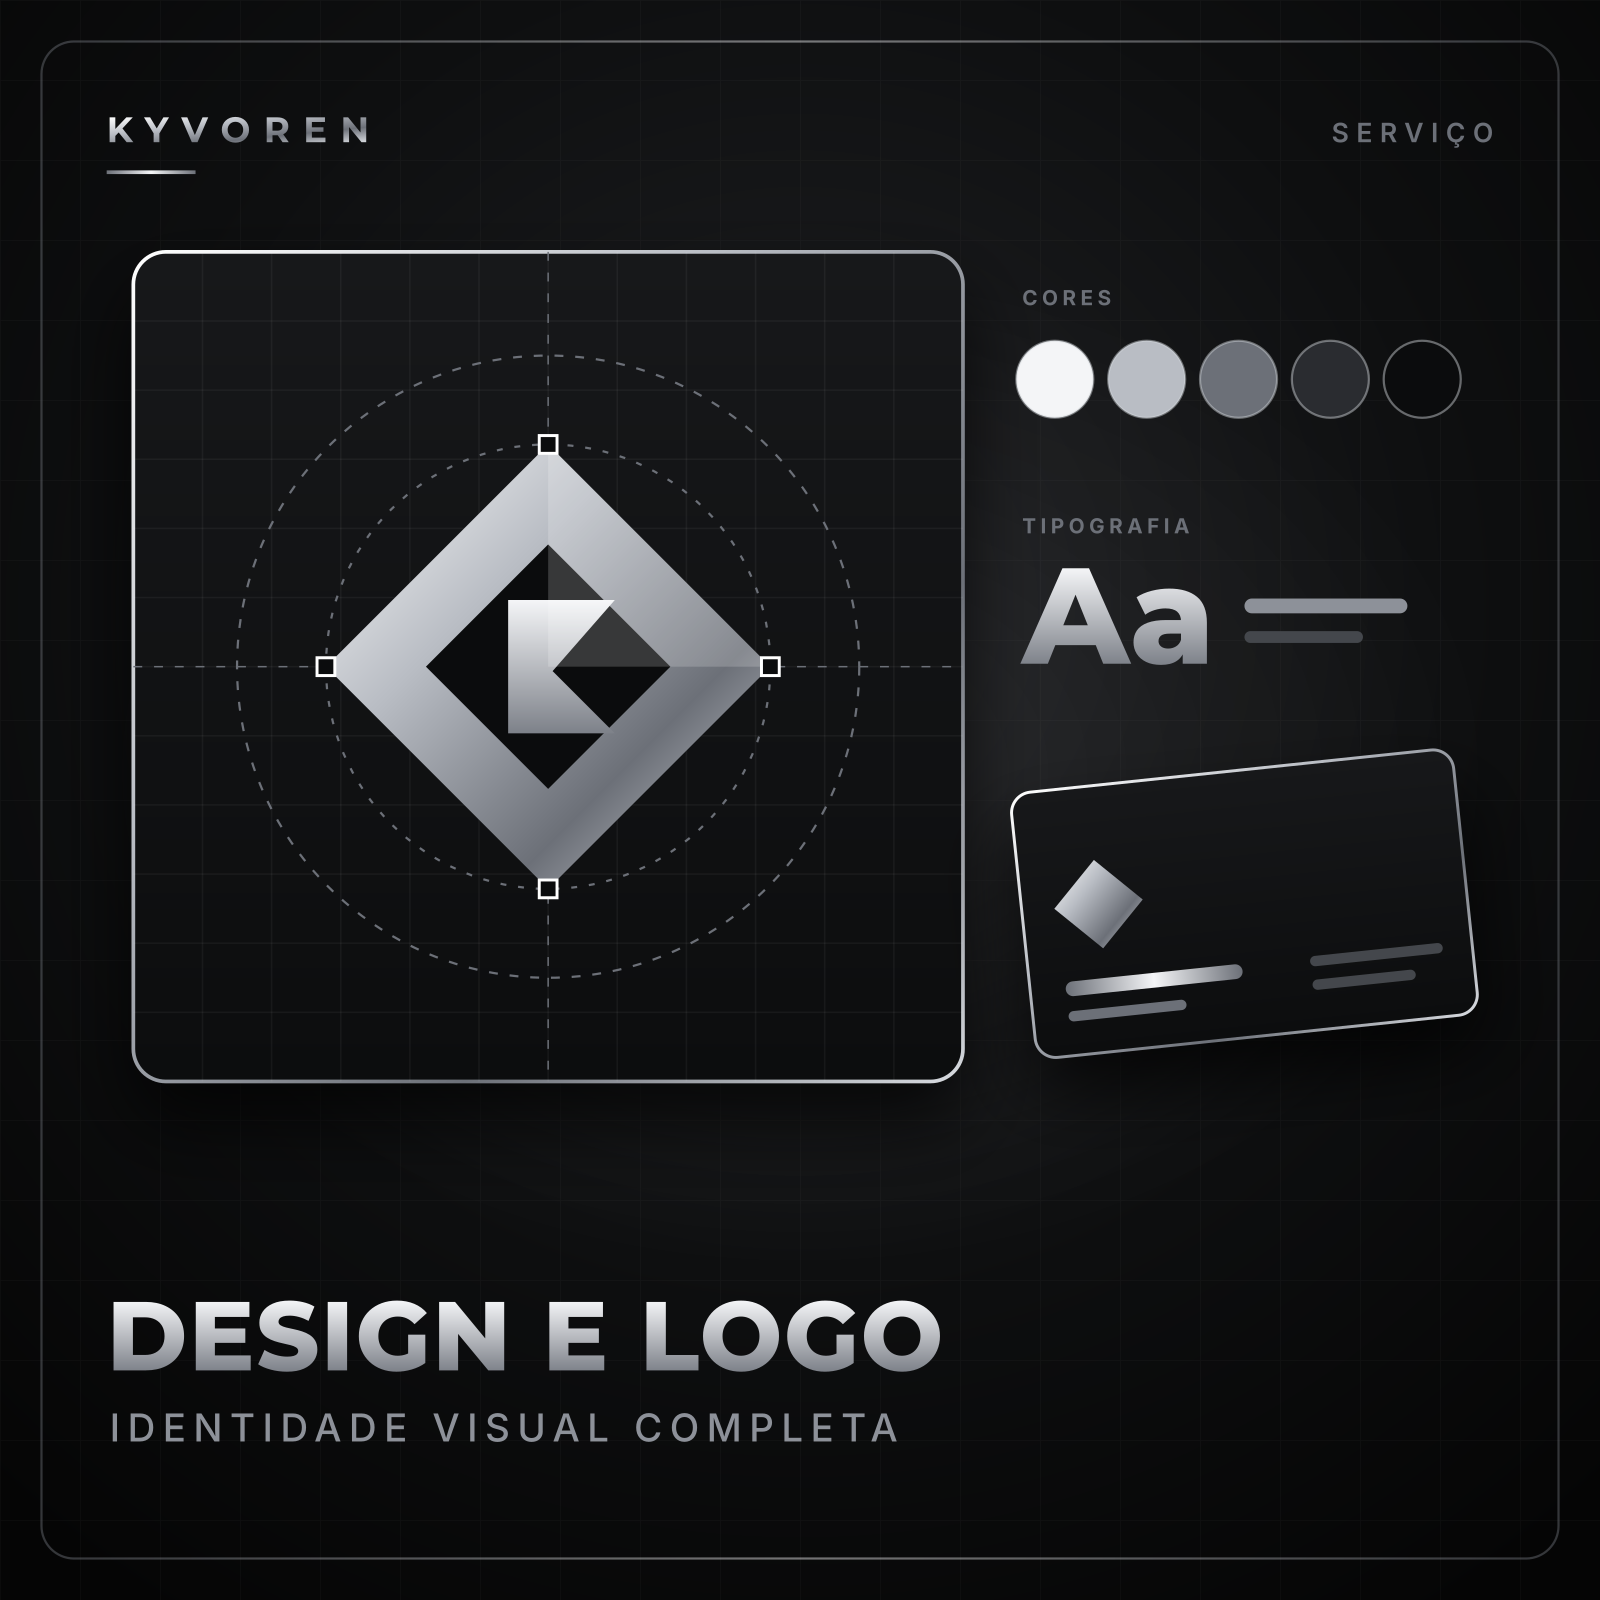 KYVOREN
SERVIÇO
CORES
TIPOGRAFIA
Aa
DESIGN E LOGO
IDENTIDADE VISUAL COMPLETA